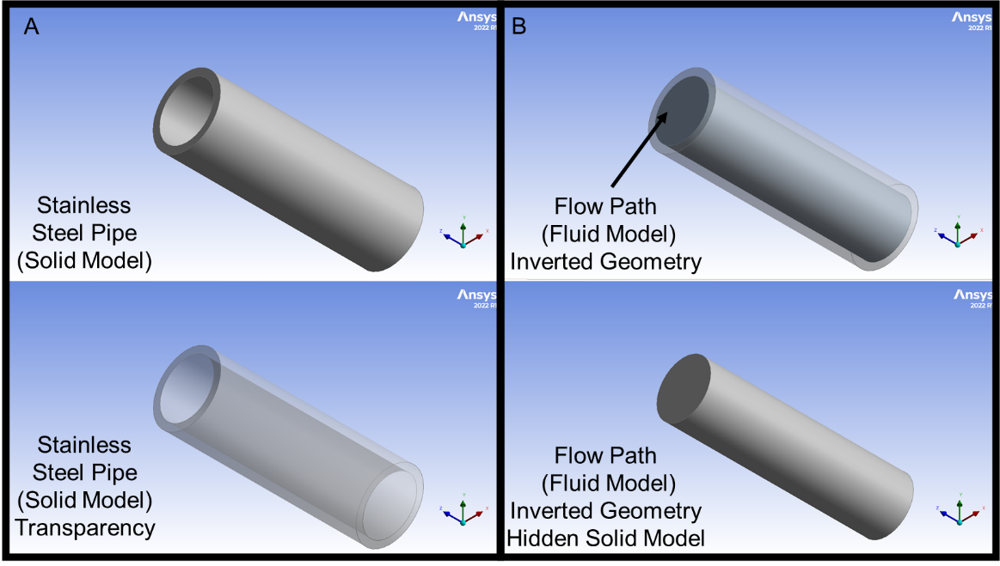 A
Ansys
2022 R1
Stainless
Steel Pipe
(Solid Model)
Y
Z
X
B
Ansys
2022 R1
Flow Path
(Fluid Model)
Inverted Geometry
Y
Z
X
Ansys
2022 R1
Stainless
Steel Pipe
(Solid Model)
Transparency
Y
Z
X
Ansys
2022 R1
Flow Path
(Fluid Model)
Inverted Geometry
Hidden Solid Model
Y
Z
X